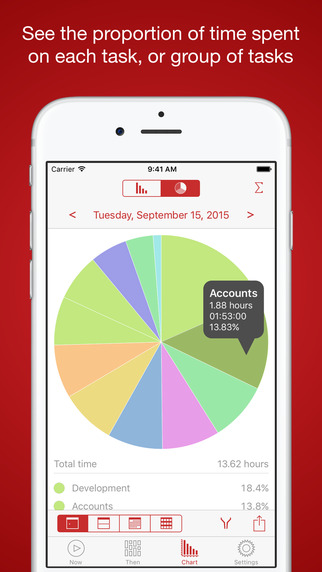 See the proportion of time spent
on each task, or group of tasks
Carrier 9:41 AM
Σ
< Tuesday, September 15, 2015 >
Accounts
1.88 hours
01:53:00
13.83%
Total time 13.62 hours
Development 18.4%
Accounts 13.8%
Now Then Chart Settings